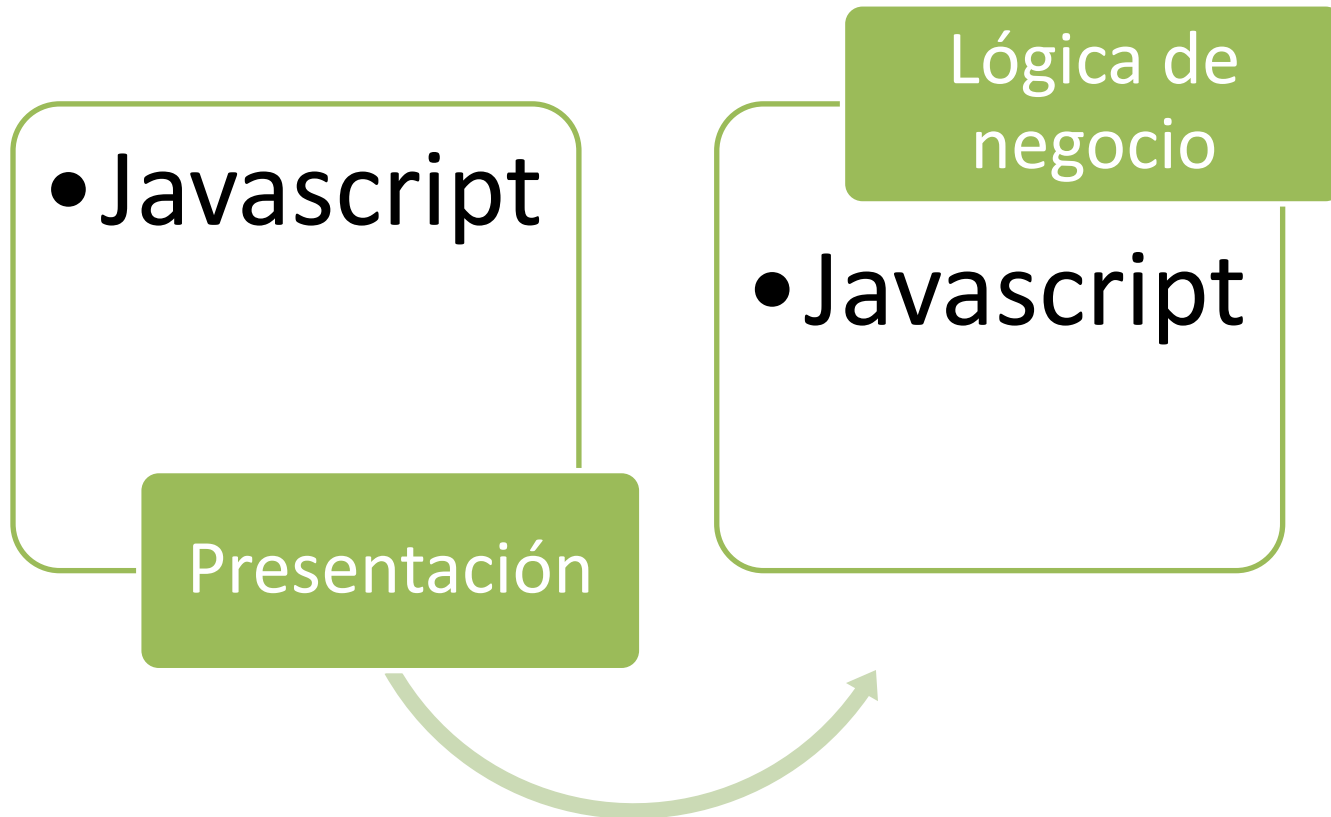 •Javascript
Presentación
Lógica de
negocio
•Javascript